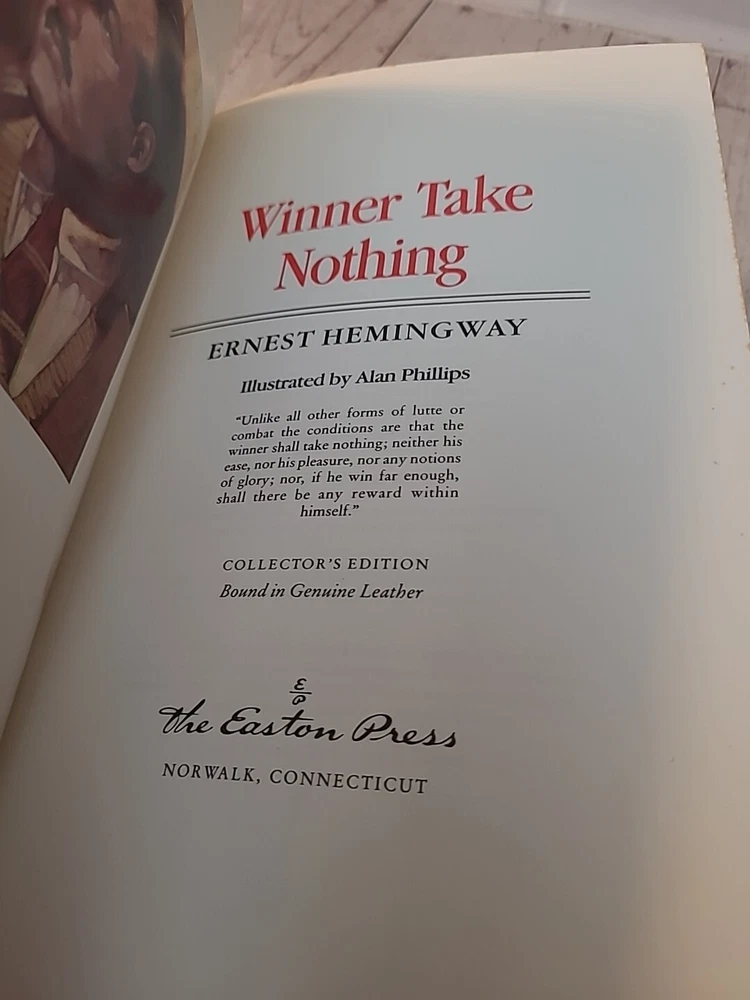 Winner Take
Nothing
ERNEST HEMINGWAY
Illustrated by Alan Phillips
"Unlike all other forms of lutte or
combat the conditions are that the
winner shall take nothing; neither his
ease, nor his pleasure, nor any notions
of glory; nor, if he win far enough,
shall there be any reward within
himself."
COLLECTOR'S EDITION
Bound in Genuine Leather
E
P
The Easton Press
NORWALK, CONNECTICUT